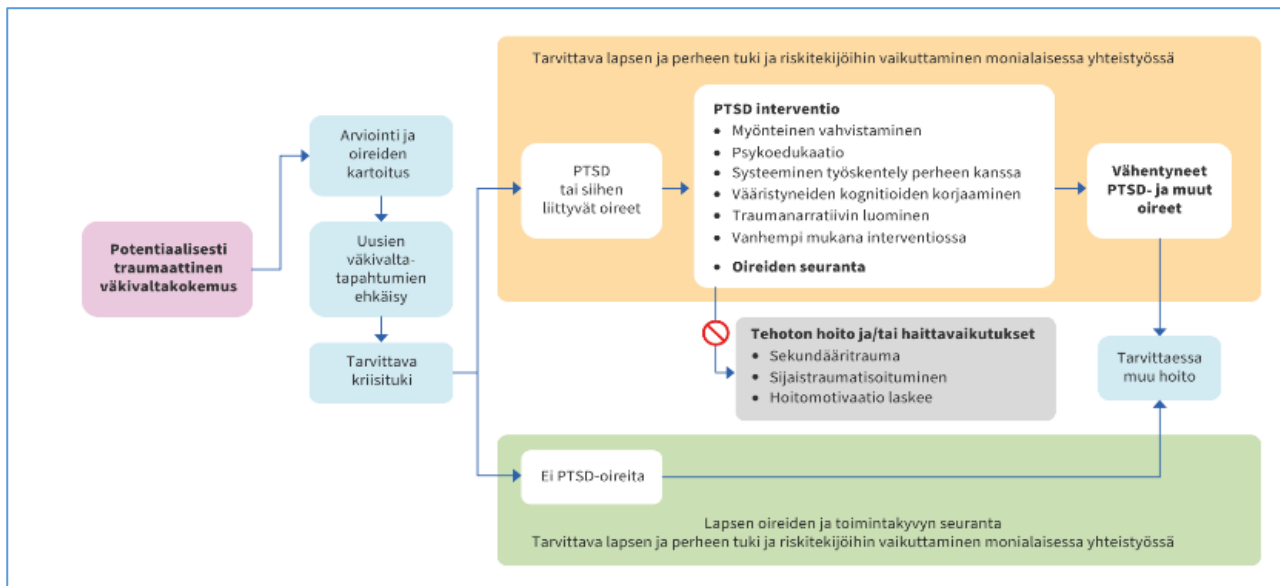 Tarvittava lapsen ja perheen tuki ja riskitekijöihin vaikuttaminen monialaisessa yhteistyössä
Potentiaalisesti
traumaattinen
väkivaltakokemus
Arviointi ja
oireiden
kartoitus
Uusien
väkivalta-
tapahtumien
ehkäisy
Tarvittava
kriisituki
PTSD
tai siihen
liittyvät oireet
PTSD interventio
• Myönteinen vahvistaminen
• Psykoedukaatio
• Systeeminen työskentely perheen kanssa
• Vääristyneiden kognitioiden korjaaminen
• Traumanarratiivin luominen
• Vanhempi mukana interventiossa
• Oireiden seuranta
Vähentyneet
PTSD- ja muut
oireet
Tehoton hoito ja/tai haittavaikutukset
• Sekundääritrauma
• Sijaistraumatisoituminen
• Hoitomotivaatio laskee
Tarvittaessa
muu hoito
Ei PTSD-oireita
Lapsen oireiden ja toimintakyvyn seuranta
Tarvittava lapsen ja perheen tuki ja riskitekijöihin vaikuttaminen monialaisessa yhteistyössä